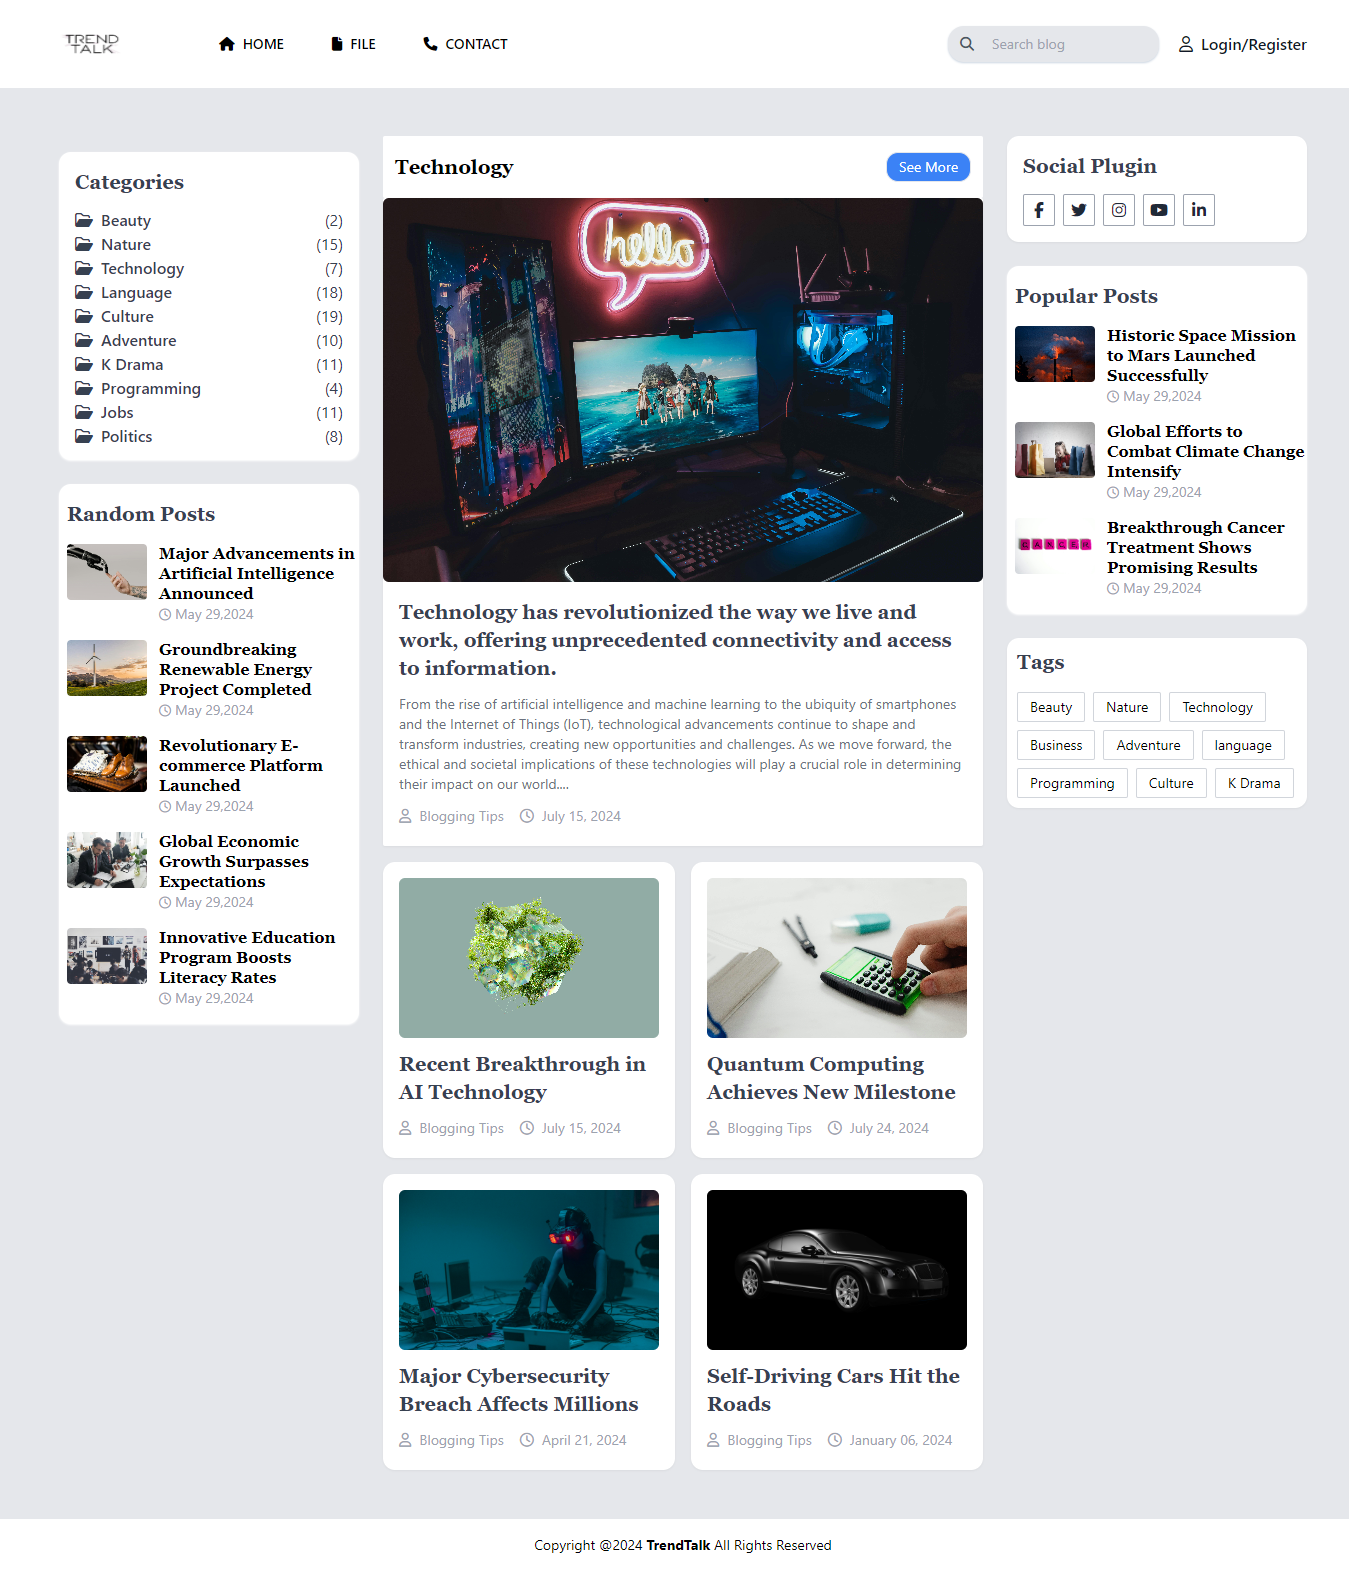 TREND
TALK
HOME
FILE
CONTACT
Search blog
Login/Register
Categories
Beauty (2)
Nature (15)
Technology (7)
Language (18)
Culture (19)
Adventure (10)
K Drama (11)
Programming (4)
Jobs (11)
Politics (8)
Random Posts
Major Advancements in
Artificial Intelligence
Announced
May 29,2024
Groundbreaking
Renewable Energy
Project Completed
May 29,2024
Revolutionary E-
commerce Platform
Launched
May 29,2024
Global Economic
Growth Surpasses
Expectations
May 29,2024
Innovative Education
Program Boosts
Literacy Rates
May 29,2024
Technology
See More
hello
Technology has revolutionized the way we live and
work, offering unprecedented connectivity and access
to information.
From the rise of artificial intelligence and machine learning to the ubiquity of smartphones
and the Internet of Things (IoT), technological advancements continue to shape and
transform industries, creating new opportunities and challenges. As we move forward, the
ethical and societal implications of these technologies will play a crucial role in determining
their impact on our world....
Blogging Tips July 15, 2024
Recent Breakthrough in
AI Technology
Blogging Tips July 15, 2024
Quantum Computing
Achieves New Milestone
Blogging Tips July 24, 2024
Major Cybersecurity
Breach Affects Millions
Blogging Tips April 21, 2024
Self-Driving Cars Hit the
Roads
Blogging Tips January 06, 2024
Social Plugin
Popular Posts
Historic Space Mission
to Mars Launched
Successfully
May 29,2024
Global Efforts to
Combat Climate Change
Intensify
May 29,2024
CANCER
Breakthrough Cancer
Treatment Shows
Promising Results
May 29,2024
Tags
Beauty Nature Technology
Business Adventure language
Programming Culture K Drama
Copyright @2024 TrendTalk All Rights Reserved